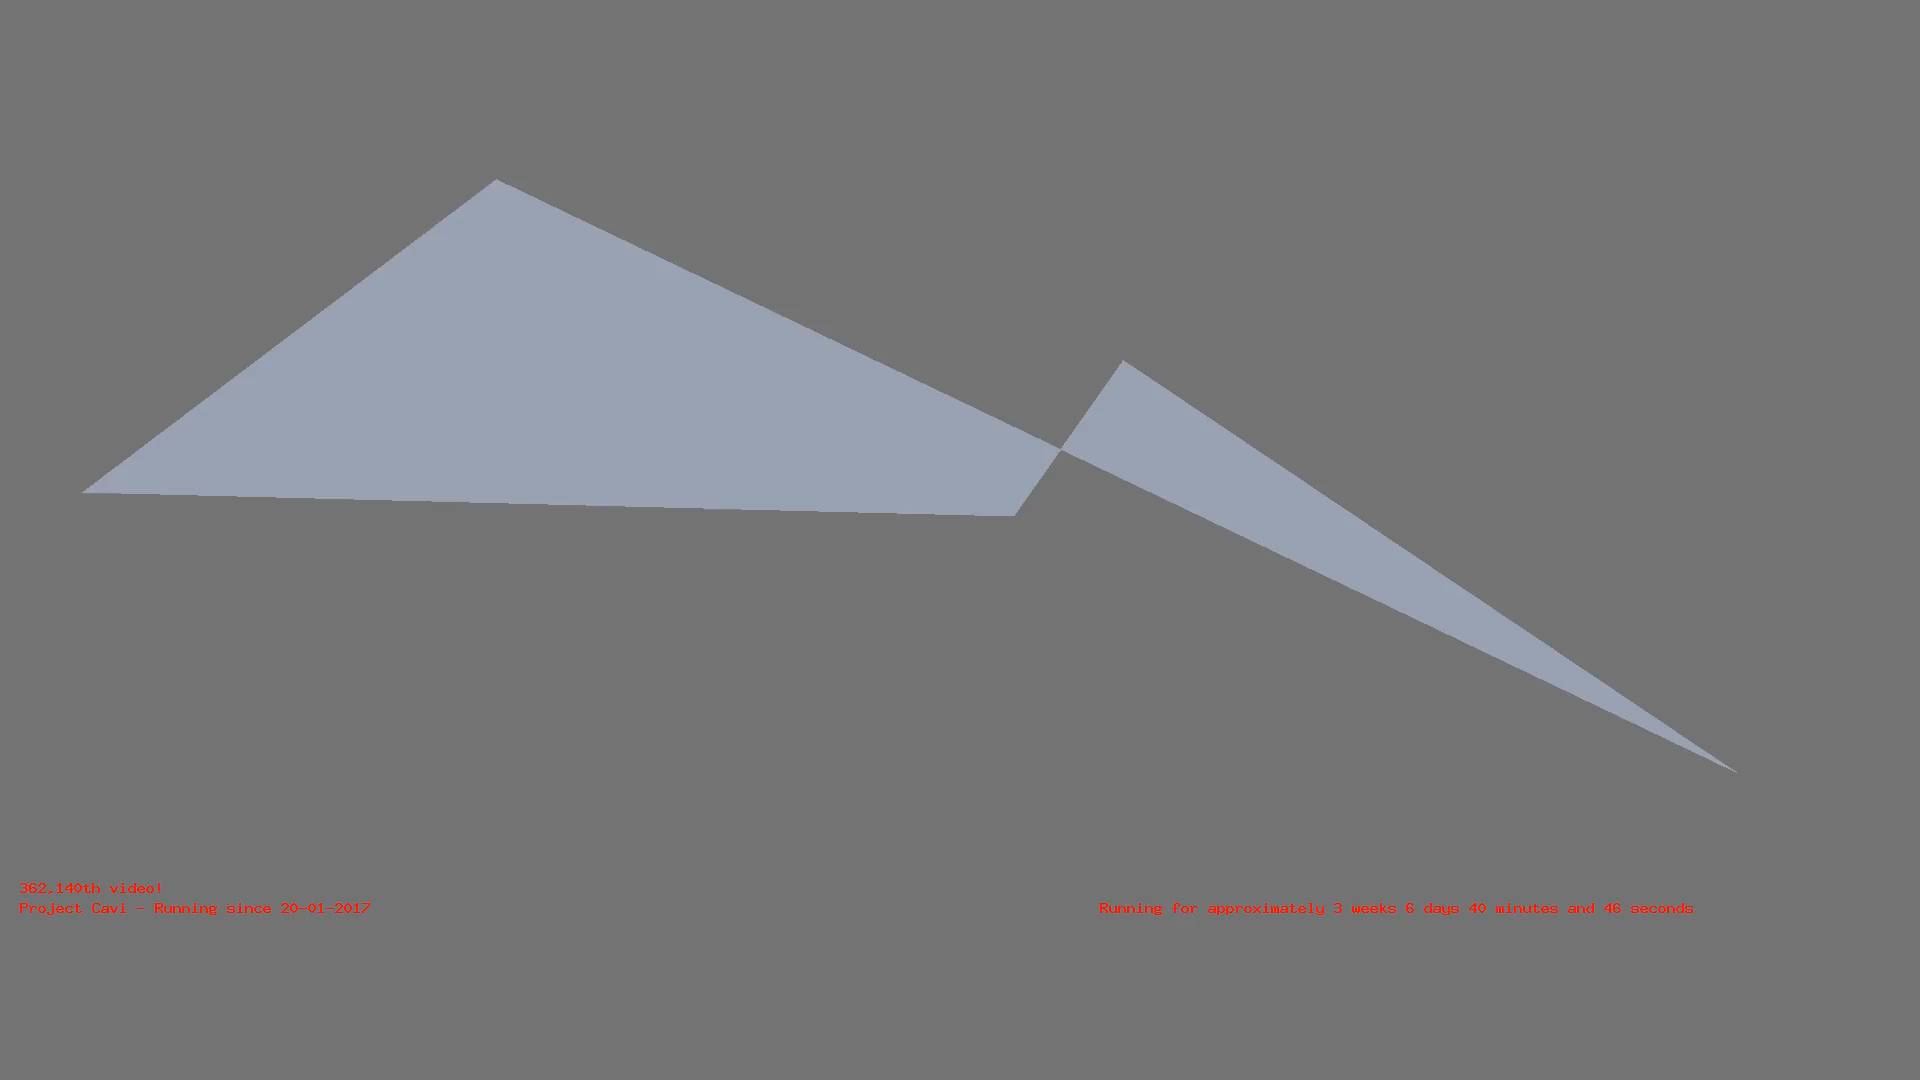 362,140th video!
Project Cavi - Running since 20-01-2017
Running for approximately 3 weeks 6 days 40 minutes and 46 seconds